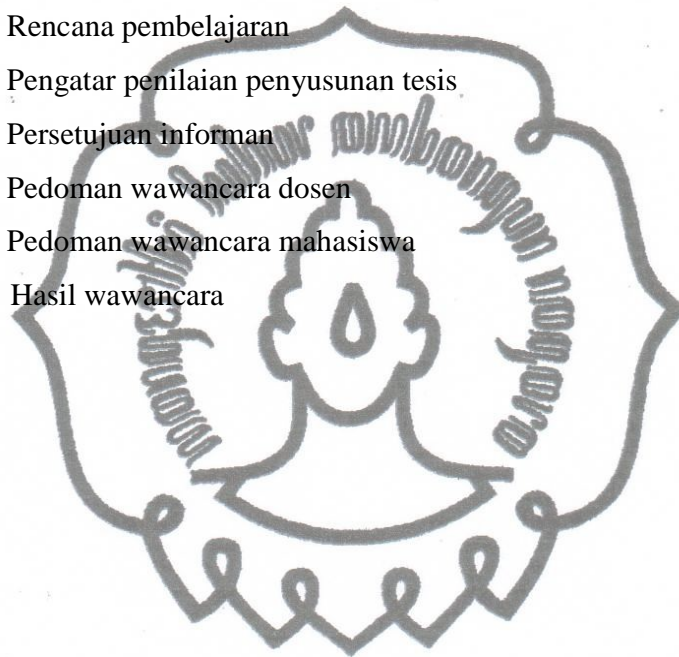 Rencana pembelajaran
Pengatar penilaian penyusunan tesis
Persetujuan informan
Pedoman wawancara dosen
Pedoman wawancara mahasiswa
Hasil wawancara